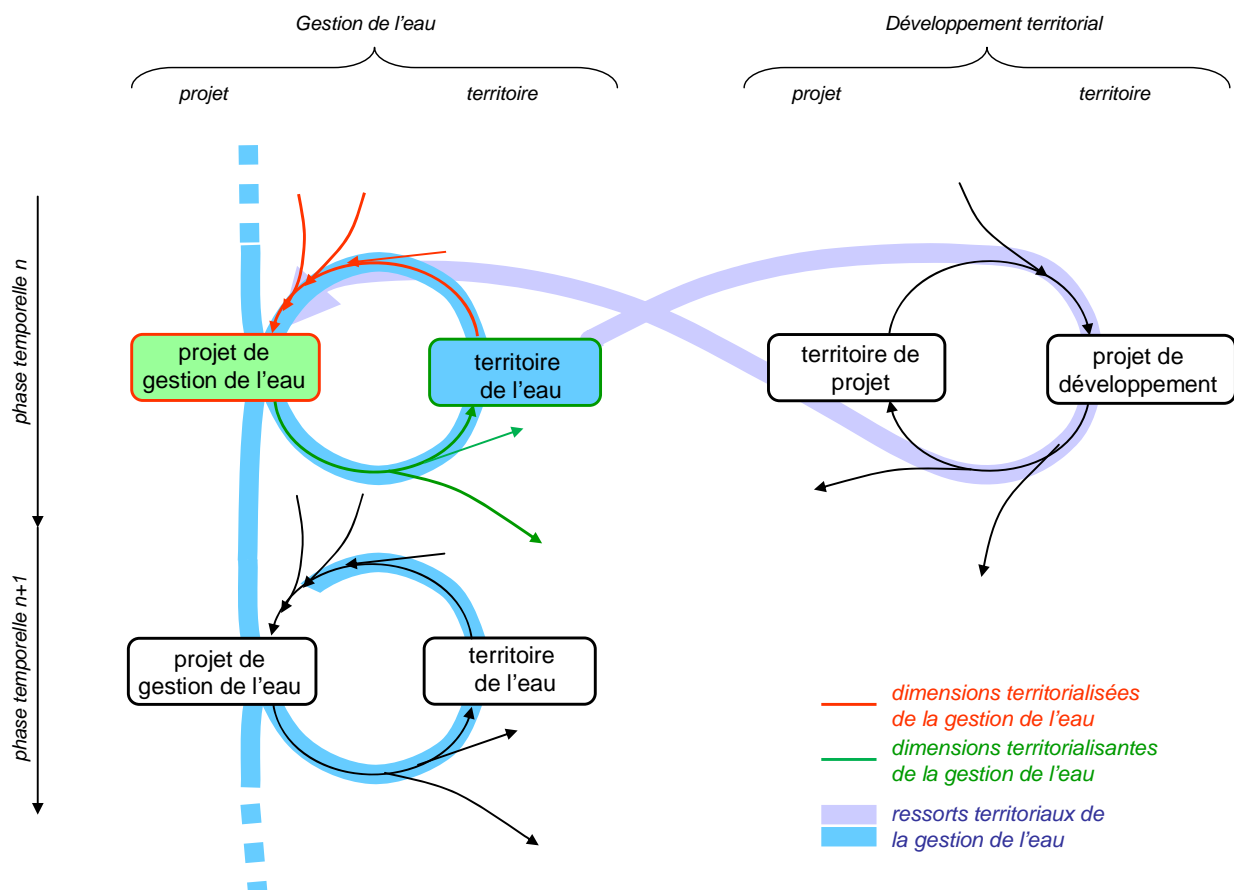 Gestion de l'eau
Développement territorial
projet
territoire
projet
territoire
phase temporelle n
projet de
gestion de l'eau
territoire
de l'eau
territoire de
projet
projet de
développement
phase temporelle n+1
projet de
gestion de l'eau
territoire
de l'eau
dimensions territorialisées
de la gestion de l'eau
dimensions territorialisantes
de la gestion de l'eau
ressorts territoriaux de
la gestion de l'eau